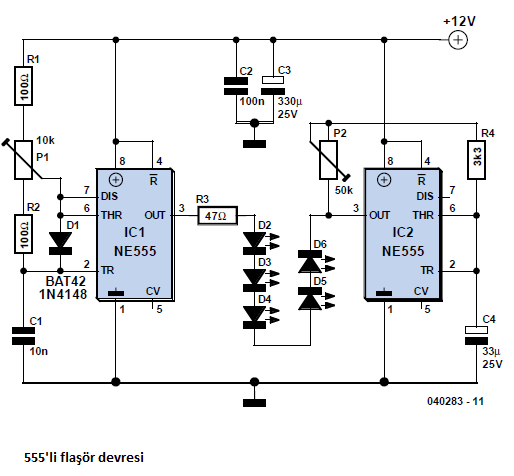 +12V
R1
100Ω
10k
P1
R2
100Ω
D1
BAT42
1N4148
C1
10n
8
4
R
7
DIS
6
THR
OUT
3
IC1
NE555
2
TR
CV
1
5
R3
47Ω
C2
100n
C3
330µ
25V
D2
D3
D4
D6
D5
P2
50k
R4
3k3
8
4
R
DIS
7
3
OUT
THR
6
IC2
NE555
TR
2
CV
1
5
C4
33µ
25V
040283 - 11
555'li flaşör devresi